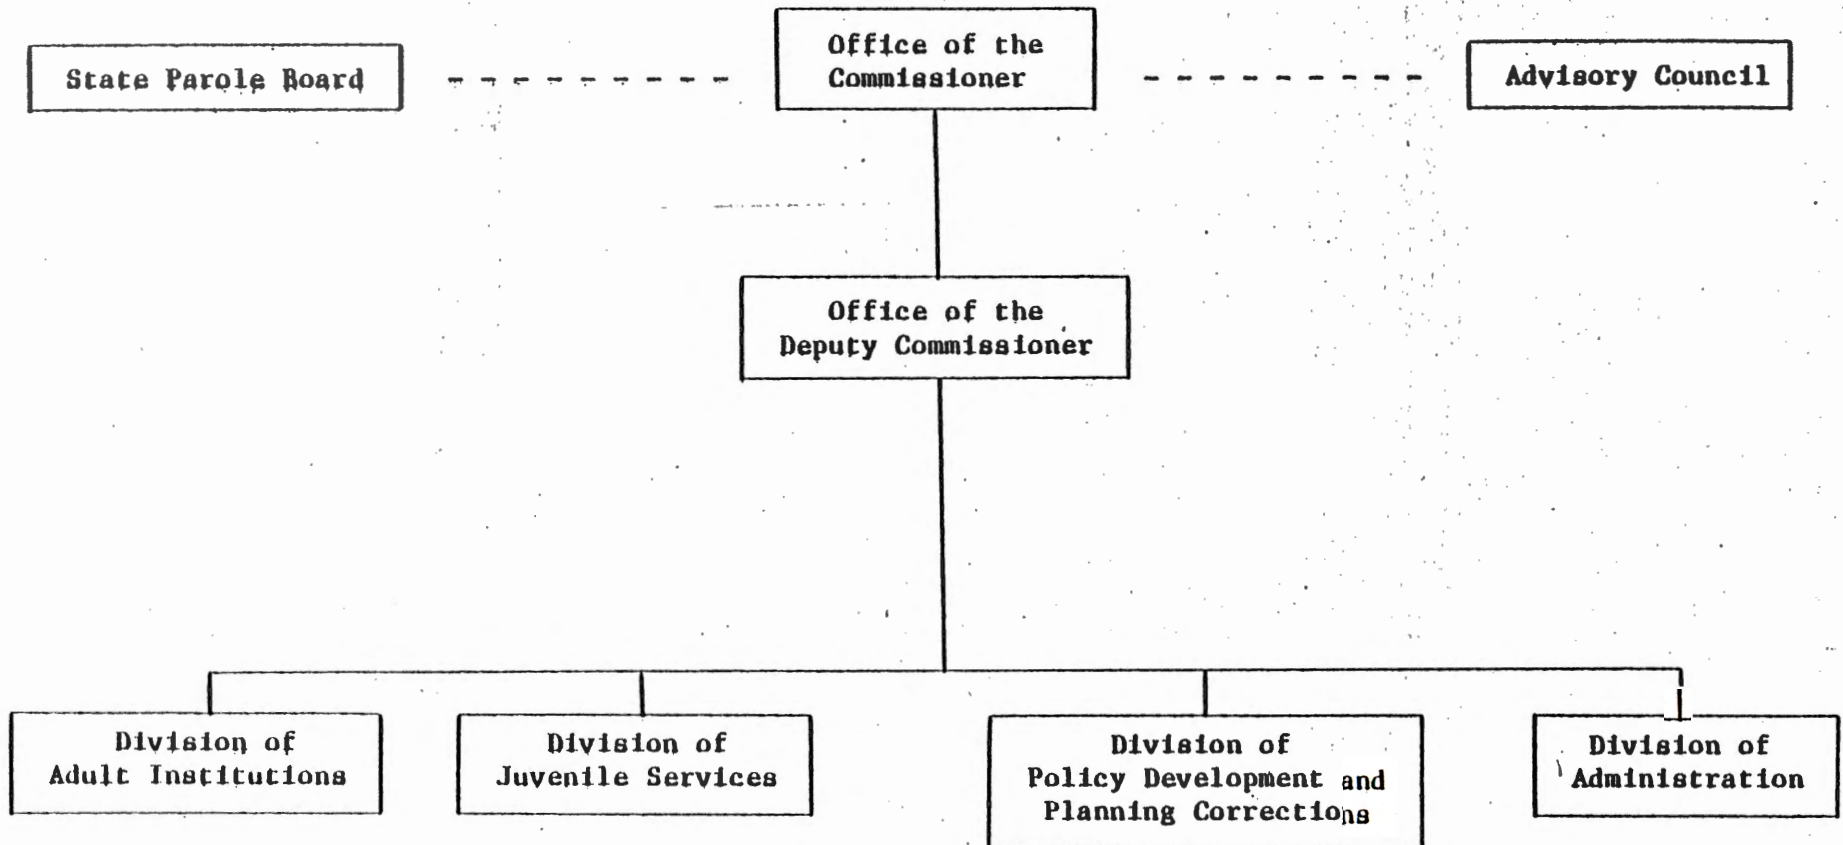 State Parole Board
Office of the
Commissioner
Advisory Council
Office of the
Deputy Commissioner
Division of
Adult Institutions
Division of
Juvenile Services
Division of
Policy Development and
Planning Corrections
Division of
Administration